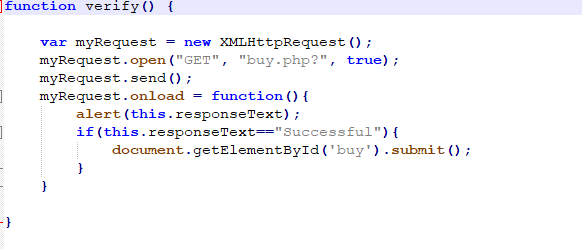 function verify() {
var myRequest = new XMLHttpRequest();
myRequest.open("GET", "buy.php?", true);
myRequest.send();
myRequest.onload = function(){
alert(this.responseText);
if(this.responseText=="Successful"){
document.getElementById('buy').submit();
}
}
}